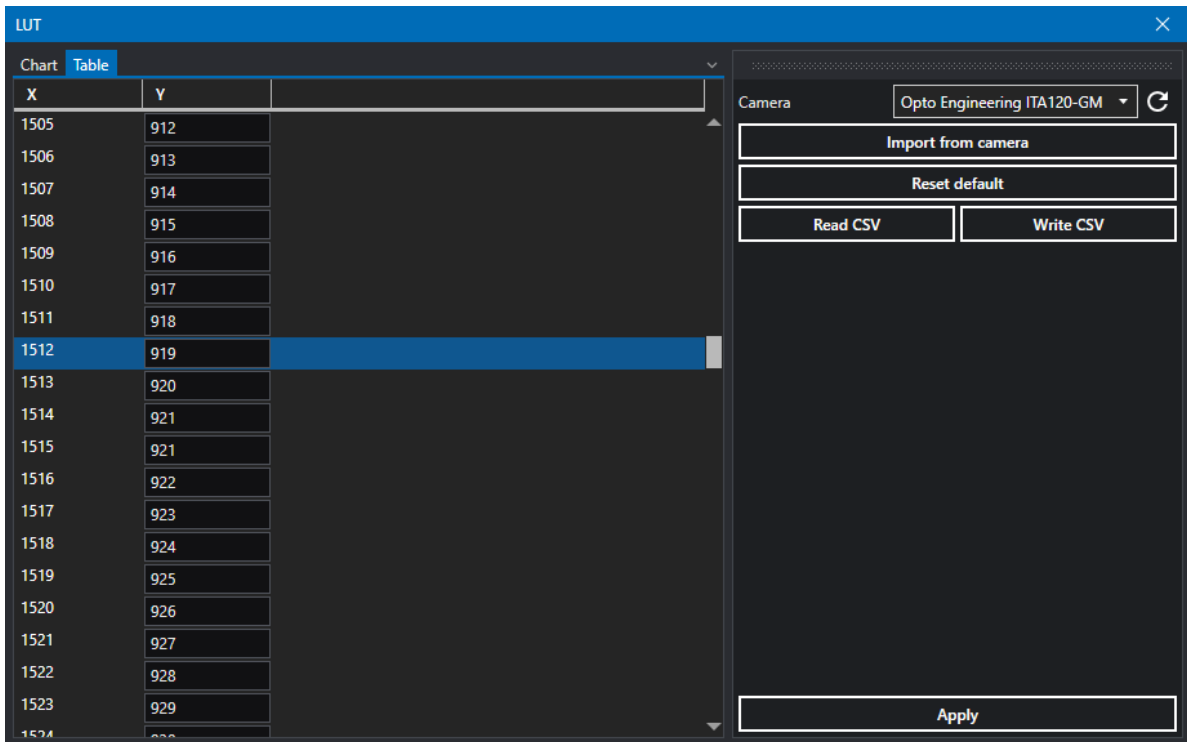 LUT
Chart Table
X Y
1505 912
1506 913
1507 914
1508 915
1509 916
1510 917
1511 918
1512 919
1513 920
1514 921
1515 921
1516 922
1517 923
1518 924
1519 925
1520 926
1521 927
1522 928
1523 929
1524
Camera Opto Engineering ITA120-GM
Import from camera
Reset default
Read CSV Write CSV
Apply